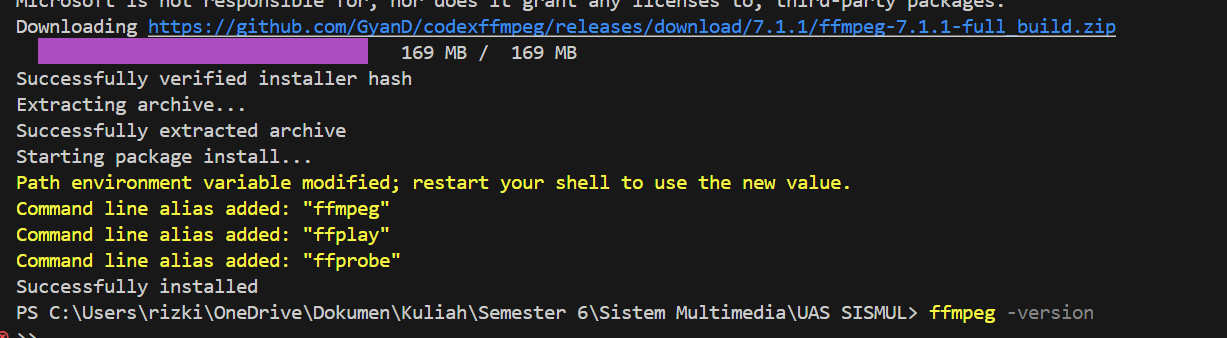 Microsoft is not responsible for, nor does it grant any licenses to, third-party packages.
Downloading https://github.com/GyanD/codexffmpeg/releases/download/7.1.1/ffmpeg-7.1.1-full_build.zip
169 MB / 169 MB
Successfully verified installer hash
Extracting archive...
Successfully extracted archive
Starting package install...
Path environment variable modified; restart your shell to use the new value.
Command line alias added: "ffmpeg"
Command line alias added: "ffplay"
Command line alias added: "ffprobe"
Successfully installed
PS C:\Users\rizki\OneDrive\Dokumen\Kuliah\Semester 6\Sistem Multimedia\UAS SISMUL> ffmpeg -version
>>